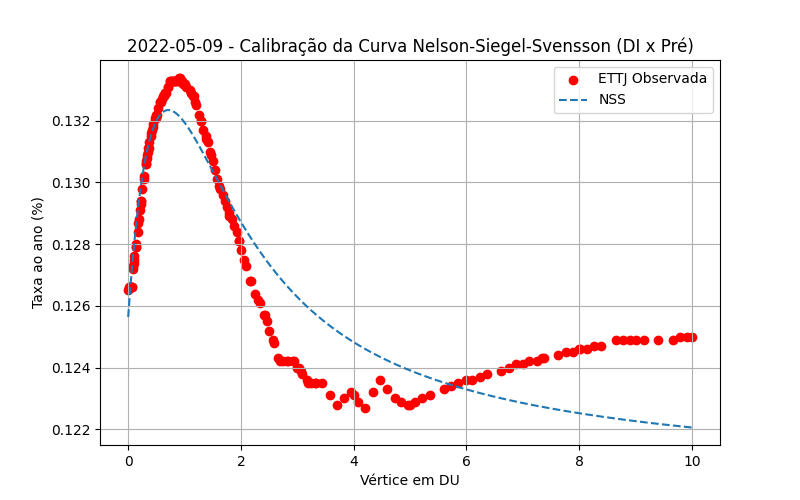 2022-05-09 - Calibração da Curva Nelson-Siegel-Svensson (DI x Pré)
ETTJ Observada
NSS
Taxa ao ano (%)
0.132
0.130
0.128
0.126
0.124
0.122
0 2 4 6 8 10
Vértice em DU